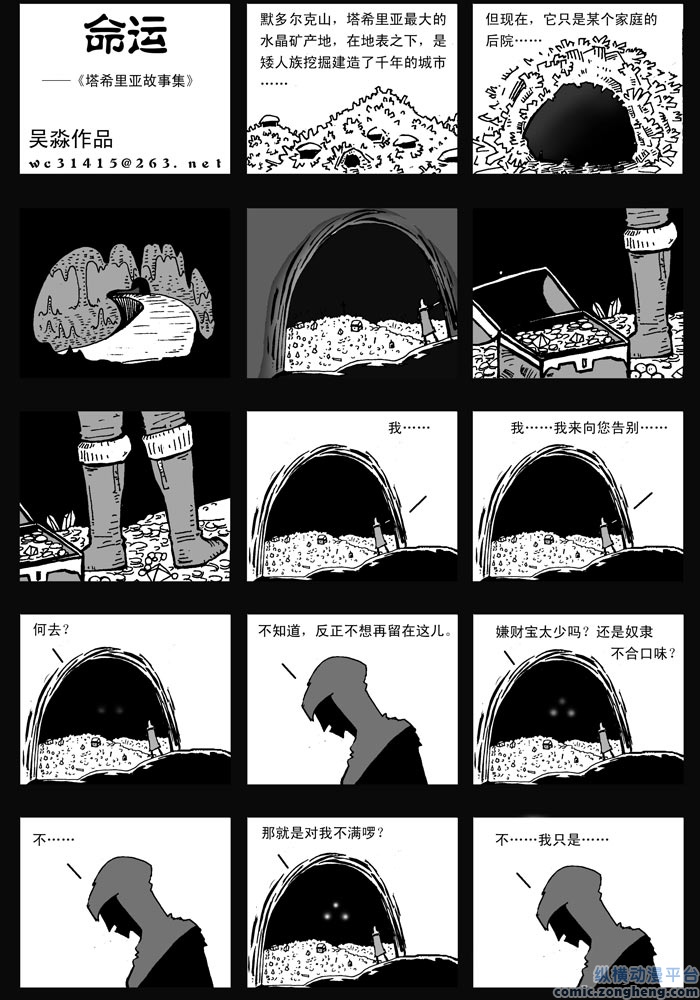 命运
——《塔希里亚故事集》
吴淼作品
wc31415@263.net
默多尔克山，塔希里亚最大的
水晶矿产地，在地表之下，是
矮人族挖掘建造了千年的城市
……
但现在，它只是某个家庭的
后院……
我……
我……我来向您告别……
何去？
不知道，反正不想再留在这儿。
嫌财宝太少吗？还是奴隶
不合口味？
不……
那就是对我不满啰？
不……我只是……
纵横动漫平台
comic.zongheng.com